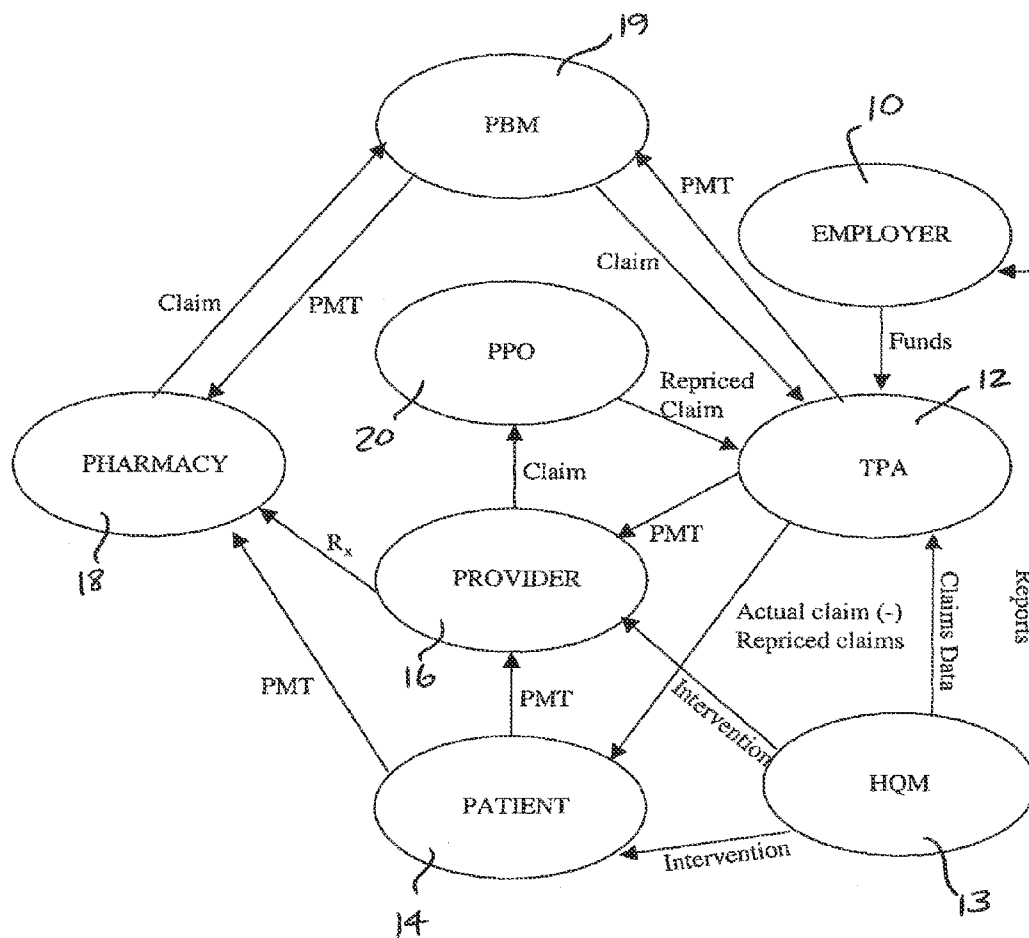 19
PBM
10
PMT
EMPLOYER
Claim
Claim
PMT
Funds
PPO
Repriced
Claim
12
20
PHARMACY
TPA
Claim
PMT
Rx
18
PROVIDER
Reports
Claims Data
Actual claim (-)
Repriced claims
16
PMT
PMT
Intervention
HQM
PATIENT
Intervention
14
13